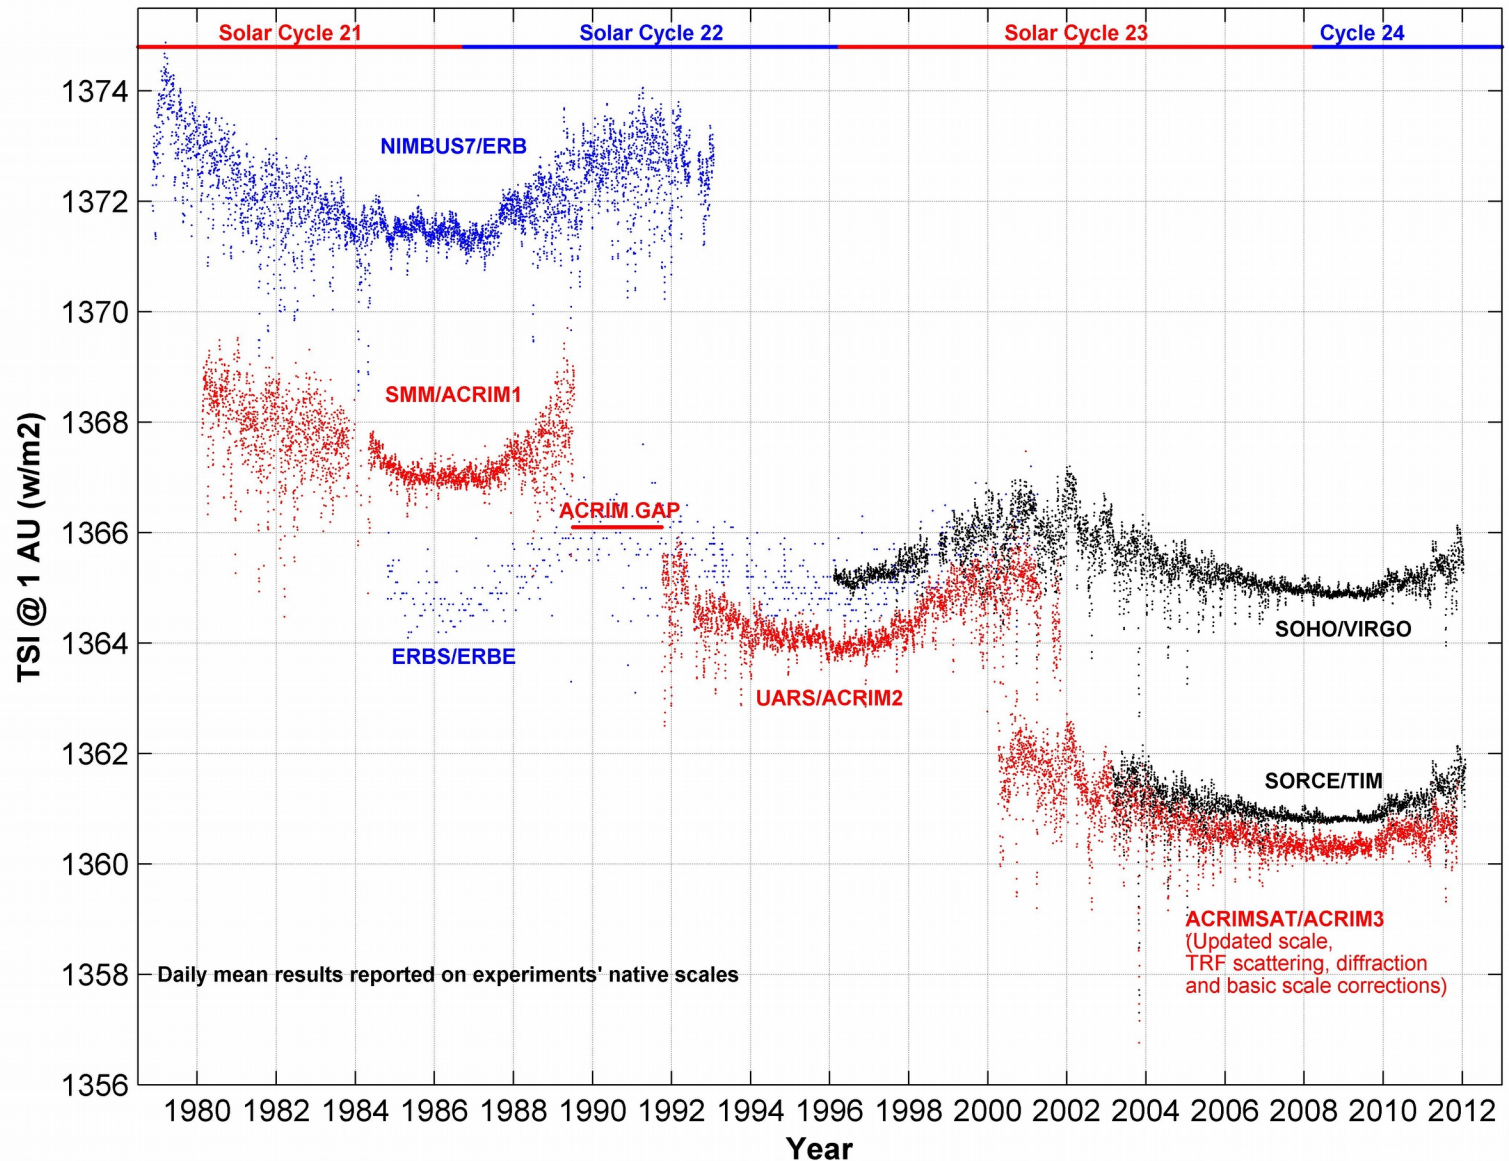 Solar Cycle 21 Solar Cycle 22 Solar Cycle 23 Cycle 24
1374
NIMBUS7/ERB
1372
1370
SMM/ACRIM1
1368
ACRIM GAP
1366
SOHO/VIRGO
1364
ERBS/ERBE
UARS/ACRIM2
1362
SORCE/TIM
1360
ACRIMSAT/ACRIM3
(Updated scale,
TRF scattering, diffraction
and basic scale corrections)
1358
Daily mean results reported on experiments' native scales
1356
TSI @ 1 AU (w/m2)
1980 1982 1984 1986 1988 1990 1992 1994 1996 1998 2000 2002 2004 2006 2008 2010 2012
Year